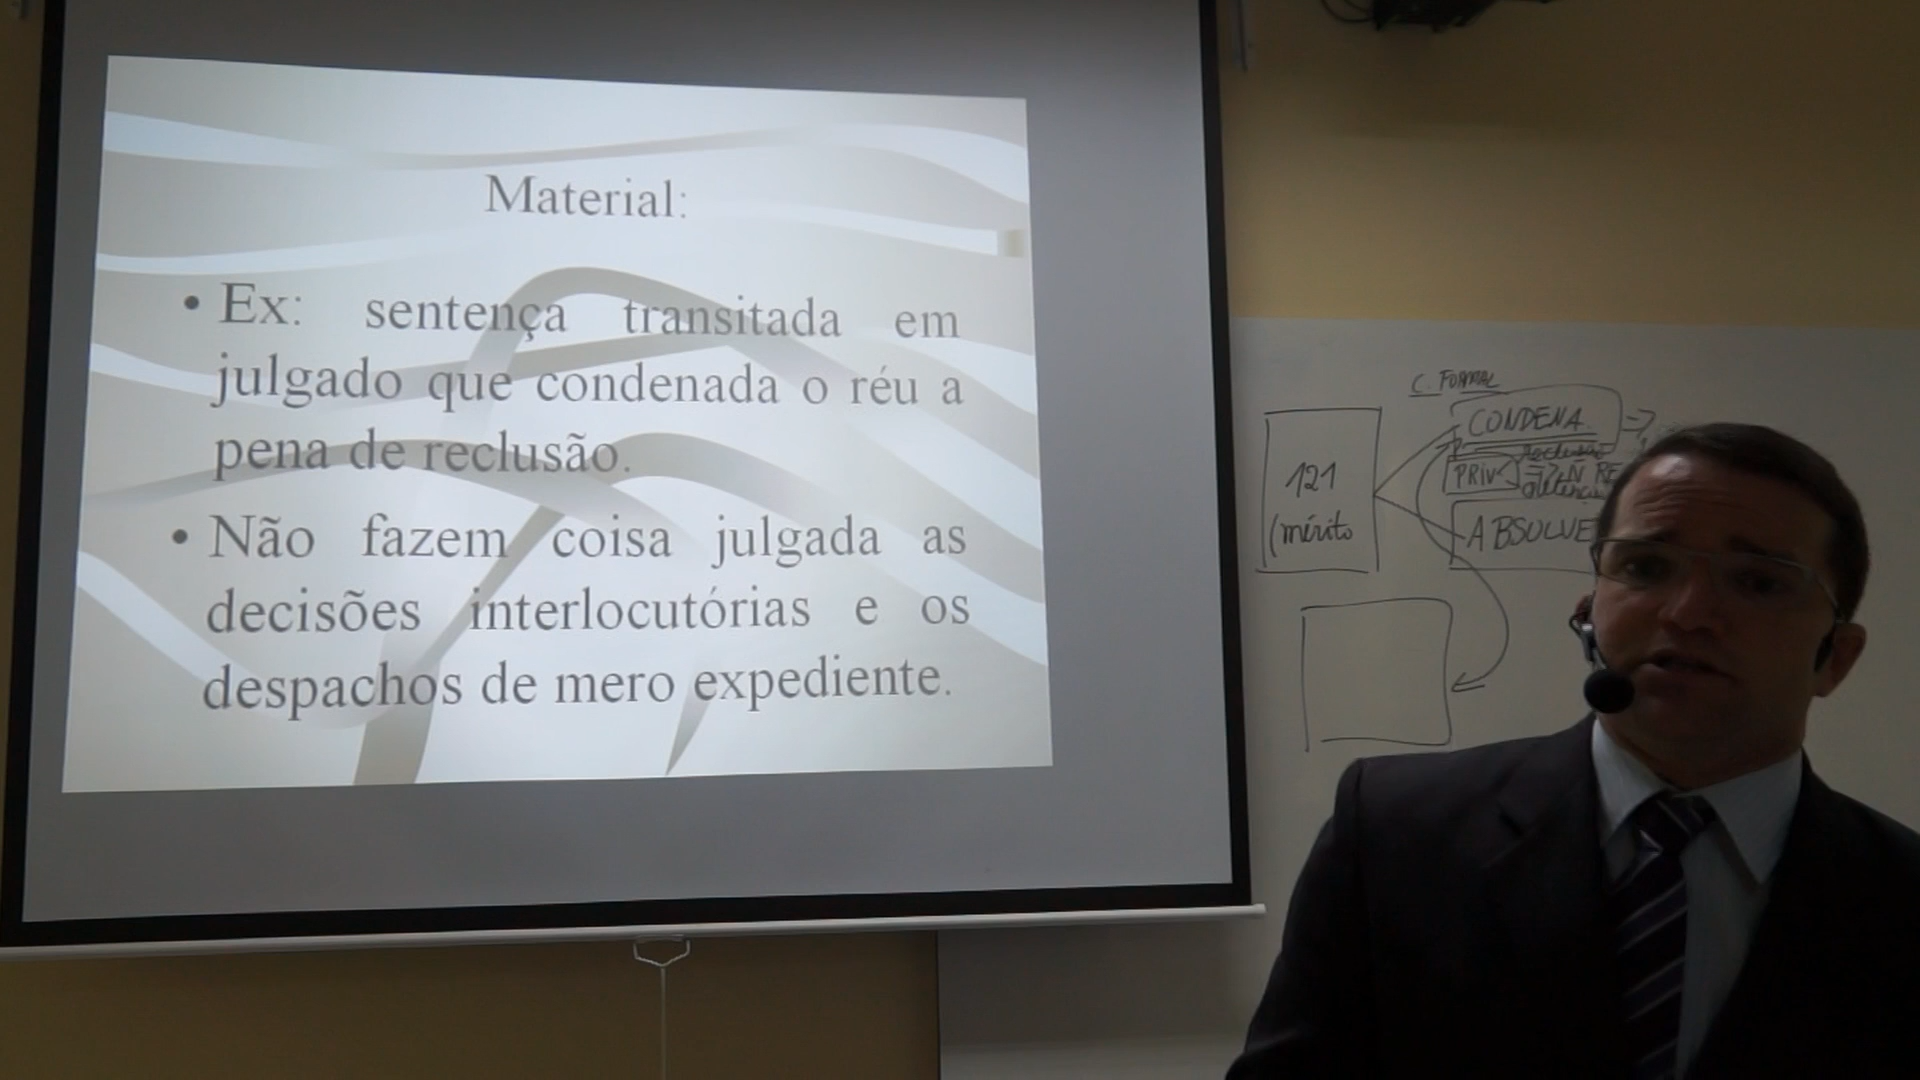 Material:
• Ex: sentença transitada em
julgado que condenada o réu a
pena de reclusão.
• Não fazem coisa julgada as
decisões interlocutórias e os
despachos de mero expediente.
C. FORMAL
CONDENA
reclusão
PRIV
121
(mérito
ABSOLVE